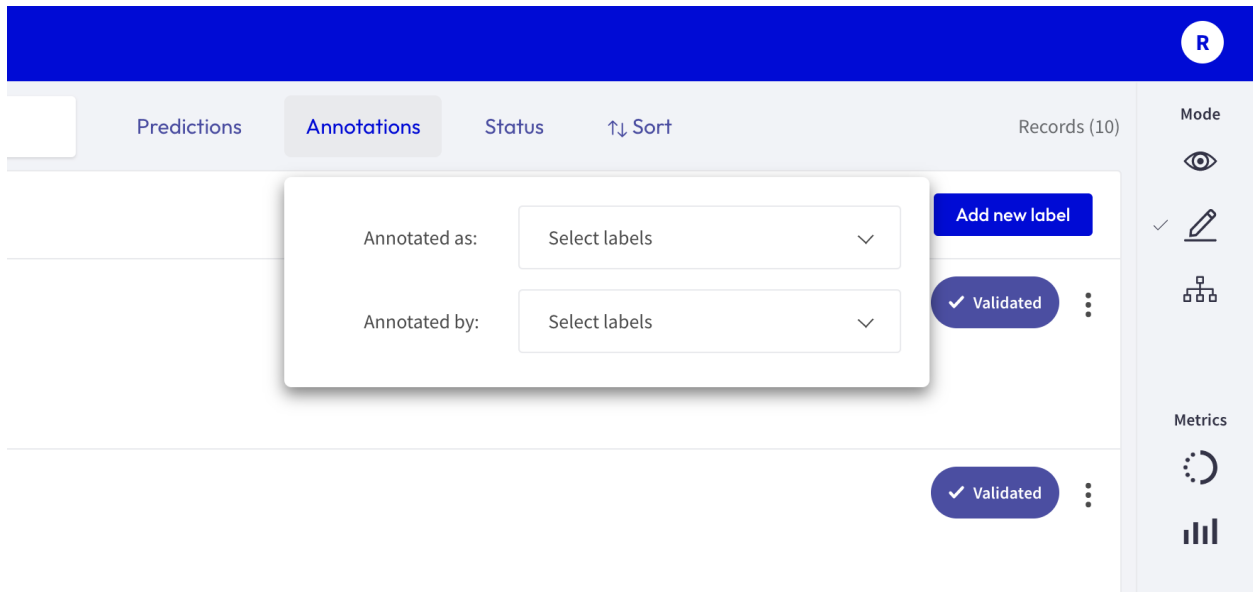 R
Predictions
Annotations
Status
Sort
Records (10)
Mode
Annotated as:
Select labels
Add new label
Annotated by:
Select labels
Validated
Metrics
Validated